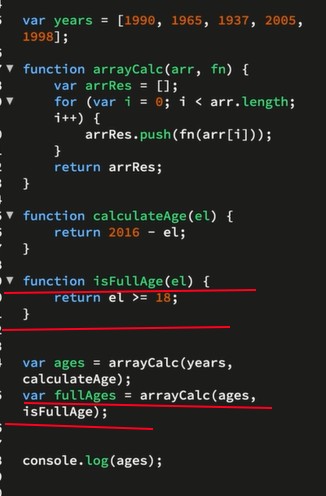 var years = [1990, 1965, 1937, 2005,
1998];
function arrayCalc(arr, fn) {
var arrRes = [];
for (var i = 0; i < arr.length;
i++) {
arrRes.push(fn(arr[i]));
}
return arrRes;
}
function calculateAge(el) {
return 2016 - el;
}
function isFullAge(el) {
return el >= 18;
}
var ages = arrayCalc(years,
calculateAge);
var fullAges = arrayCalc(ages,
isFullAge);
console.log(ages);